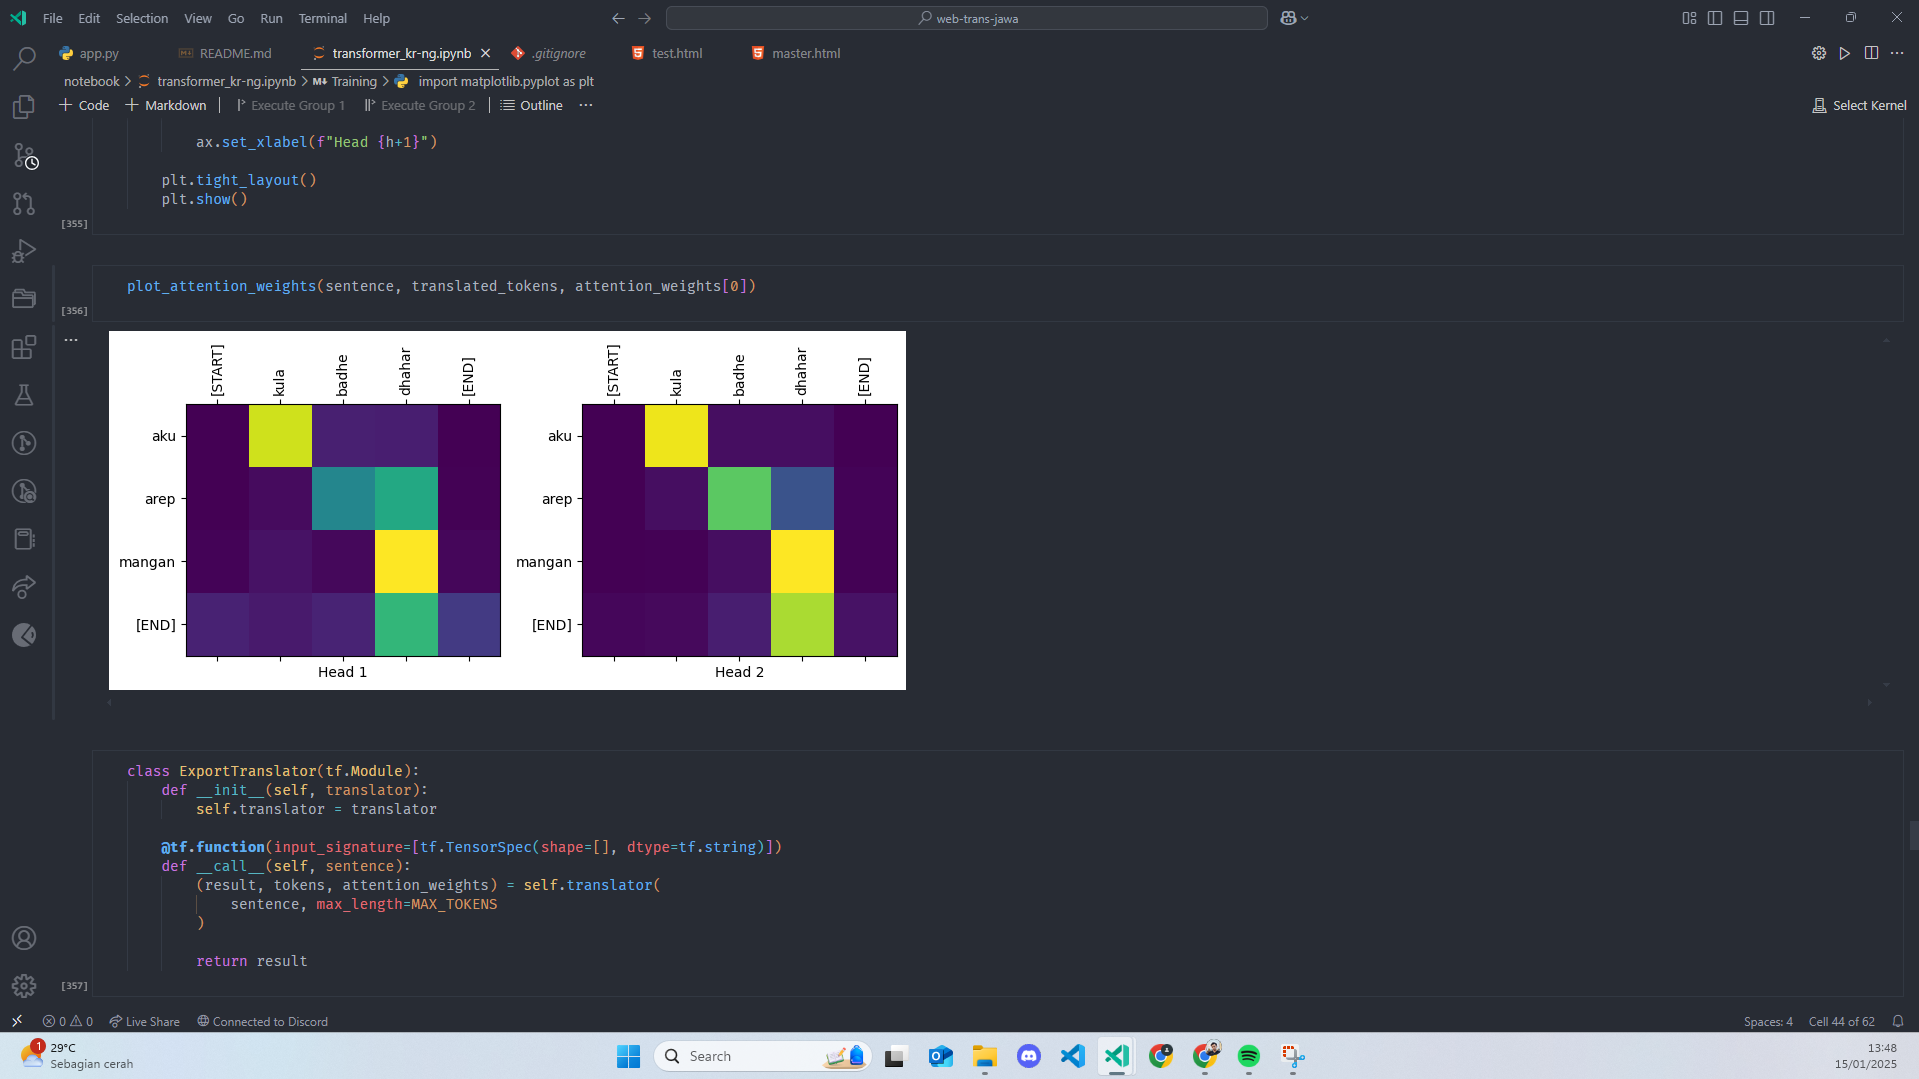 File Edit Selection View Go Run Terminal Help
web-trans-jawa
app.py README.md transformer_kr-ng.ipynb .gitignore test.html master.html
notebook > transformer_kr-ng.ipynb > M↓ Training > import matplotlib.pyplot as plt
+ Code + Markdown Execute Group 1 Execute Group 2 Outline ... Select Kernel
ax.set_xlabel(f"Head {h+1}")
plt.tight_layout()
plt.show()
[355]
plot_attention_weights(sentence, translated_tokens, attention_weights[0])
[356]
[START] kula badhe dhahar [END] [START] kula badhe dhahar [END]
aku aku
arep arep
mangan mangan
[END] [END]
Head 1 Head 2
class ExportTranslator(tf.Module):
def __init__(self, translator):
self.translator = translator
@tf.function(input_signature=[tf.TensorSpec(shape=[], dtype=tf.string)])
def __call__(self, sentence):
(result, tokens, attention_weights) = self.translator(
sentence, max_length=MAX_TOKENS
)
return result
[357]
0 0 Live Share Connected to Discord Spaces: 4 Cell 44 of 62
1 29°C
Sebagian cerah
Search
13:48
15/01/2025